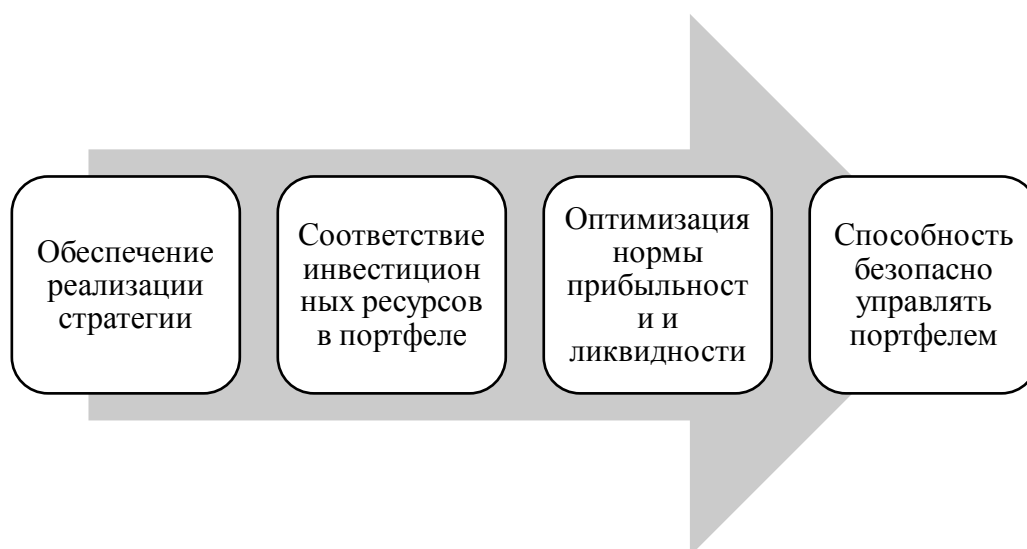 Обеспечение
реализации
стратегии
Соответствие
инвестицион
ных ресурсов
в портфеле
Оптимизация
нормы
прибыльност
и и
ликвидности
Способность
безопасно
управлять
портфелем